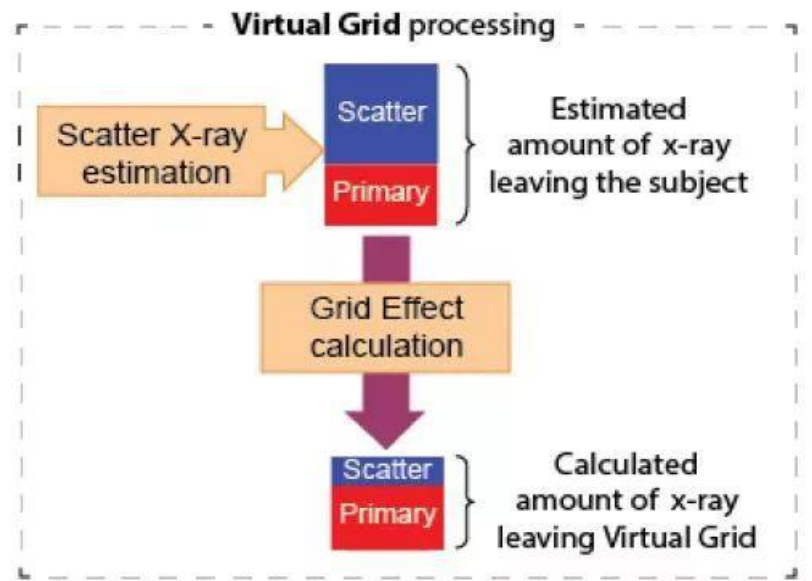 Virtual Grid processing
Scatter X-ray
estimation
Scatter
Primary
Estimated
amount of x-ray
leaving the subject
Grid Effect
calculation
Scatter
Primary
Calculated
amount of x-ray
leaving Virtual Grid